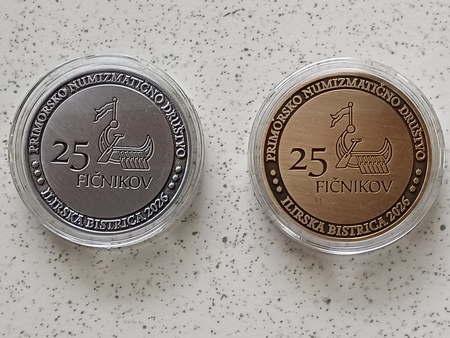 PRIMORSKO NUMIZMATIČNO DRUŠTVO
25
FIČNIKOV
ILIRSKA BISTRICA 2026
PRIMORSKO NUMIZMATIČNO DRUŠTVO
25
FIČNIKOV
ILIRSKA BISTRICA 2026